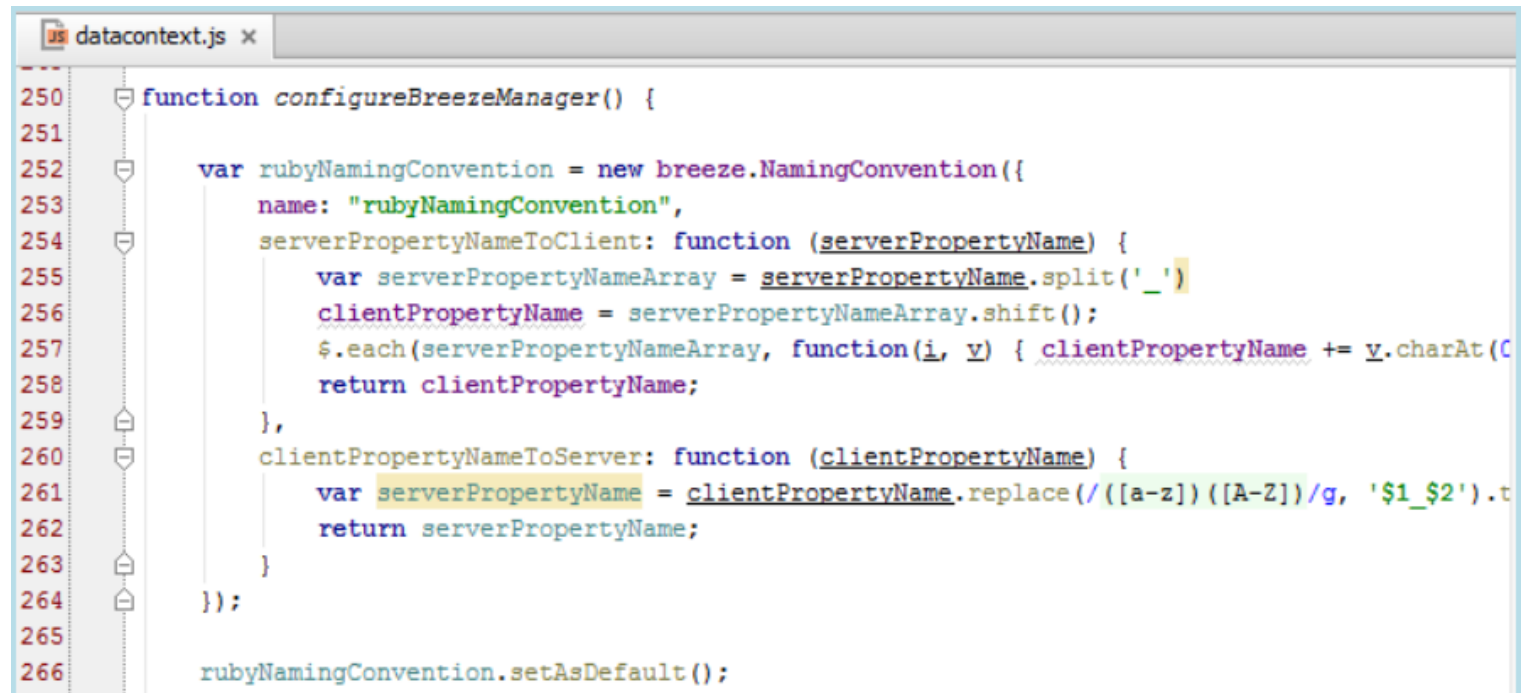 JS datacontext.js ×
250 function configureBreezeManager() {
251
252 var rubyNamingConvention = new breeze.NamingConvention({
253 name: "rubyNamingConvention",
254 serverPropertyNameToClient: function (serverPropertyName) {
255 var serverPropertyNameArray = serverPropertyName.split('_')
256 clientPropertyName = serverPropertyNameArray.shift();
257 $.each(serverPropertyNameArray, function(i, v) { clientPropertyName += v.charAt(
258 return clientPropertyName;
259 },
260 clientPropertyNameToServer: function (clientPropertyName) {
261 var serverPropertyName = clientPropertyName.replace(/([a-z])([A-Z])/g, '$1_$2').t
262 return serverPropertyName;
263 }
264 });
265
266 rubyNamingConvention.setAsDefault();